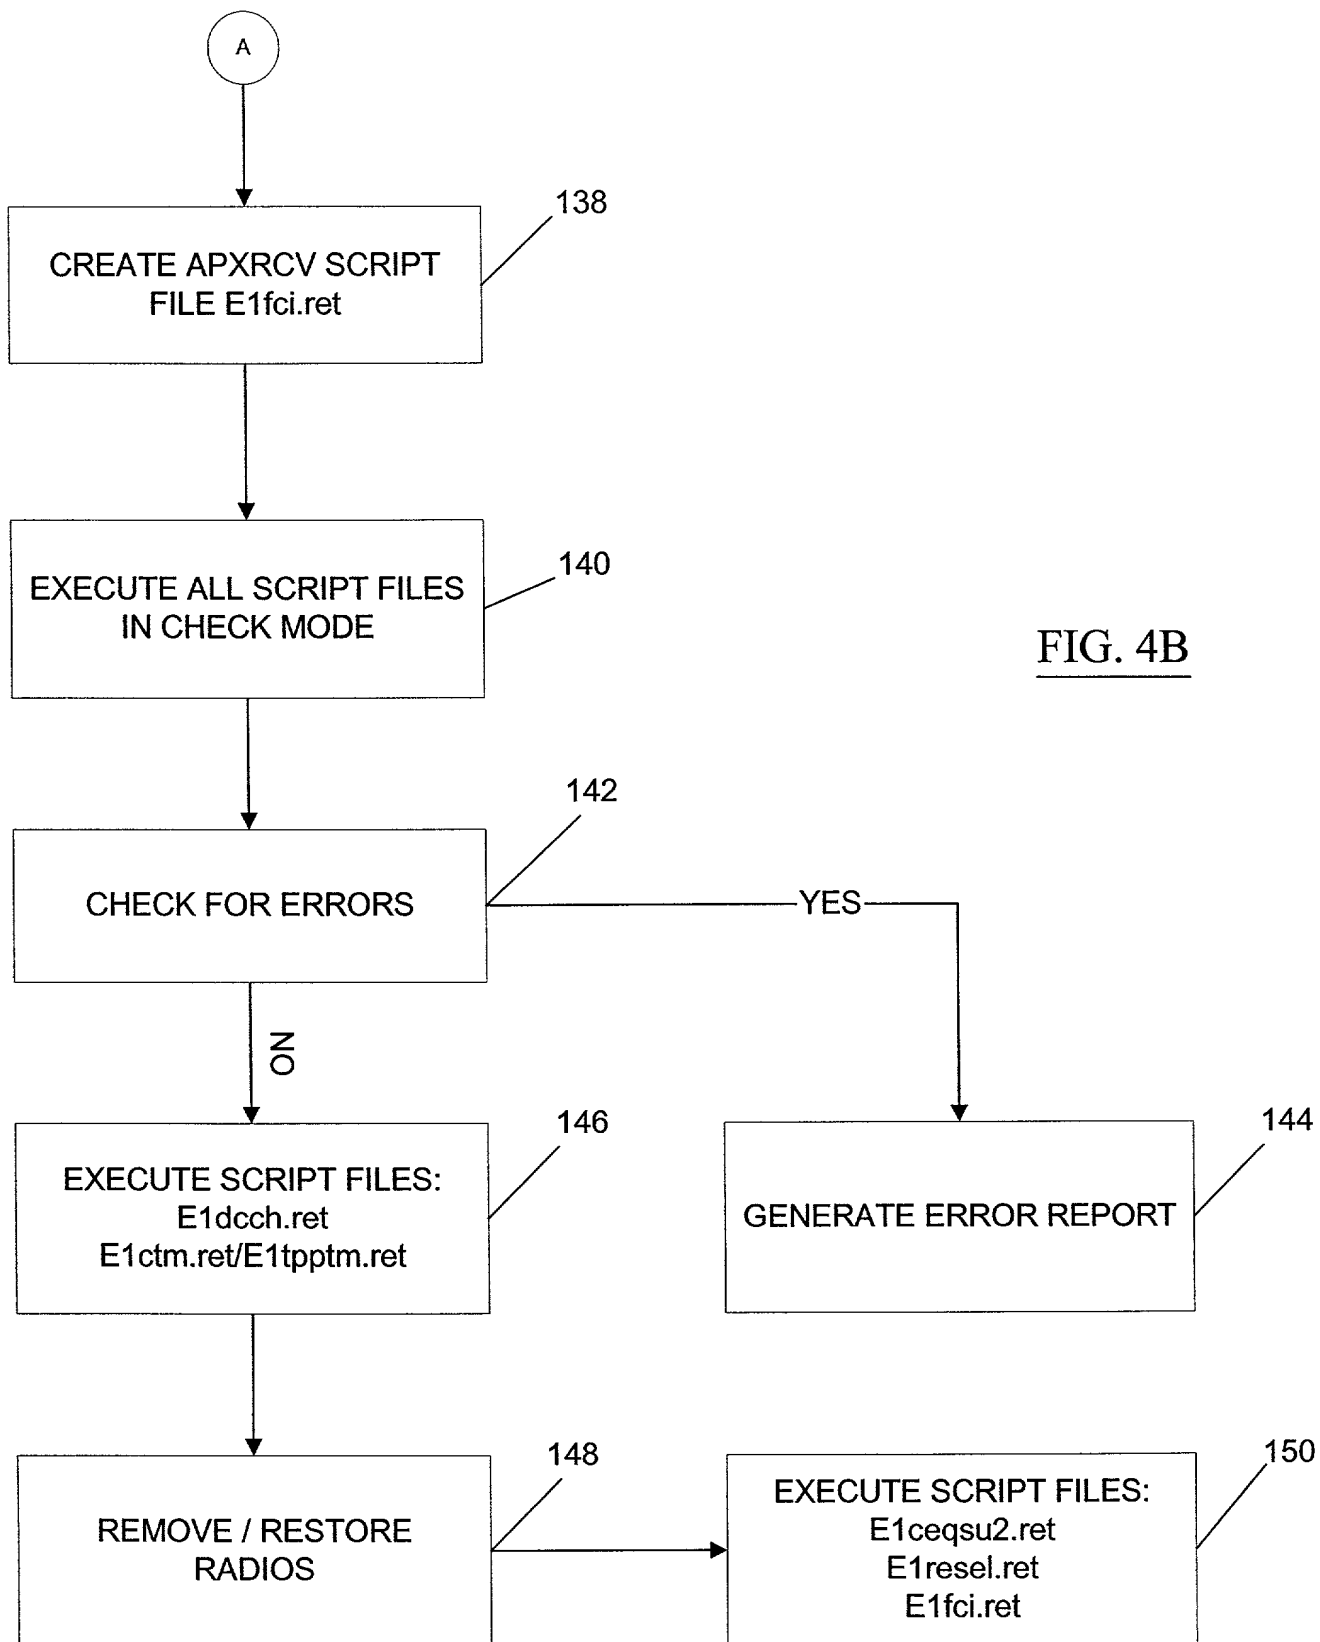 A
138
CREATE APXRCV SCRIPT
FILE E1fci.ret
140
EXECUTE ALL SCRIPT FILES
IN CHECK MODE
FIG. 4B
142
CHECK FOR ERRORS
YES
NO
146
EXECUTE SCRIPT FILES:
E1dcch.ret
E1ctm.ret/E1tpptm.ret
144
GENERATE ERROR REPORT
148
REMOVE / RESTORE
RADIOS
150
EXECUTE SCRIPT FILES:
E1ceqsu2.ret
E1resel.ret
E1fci.ret